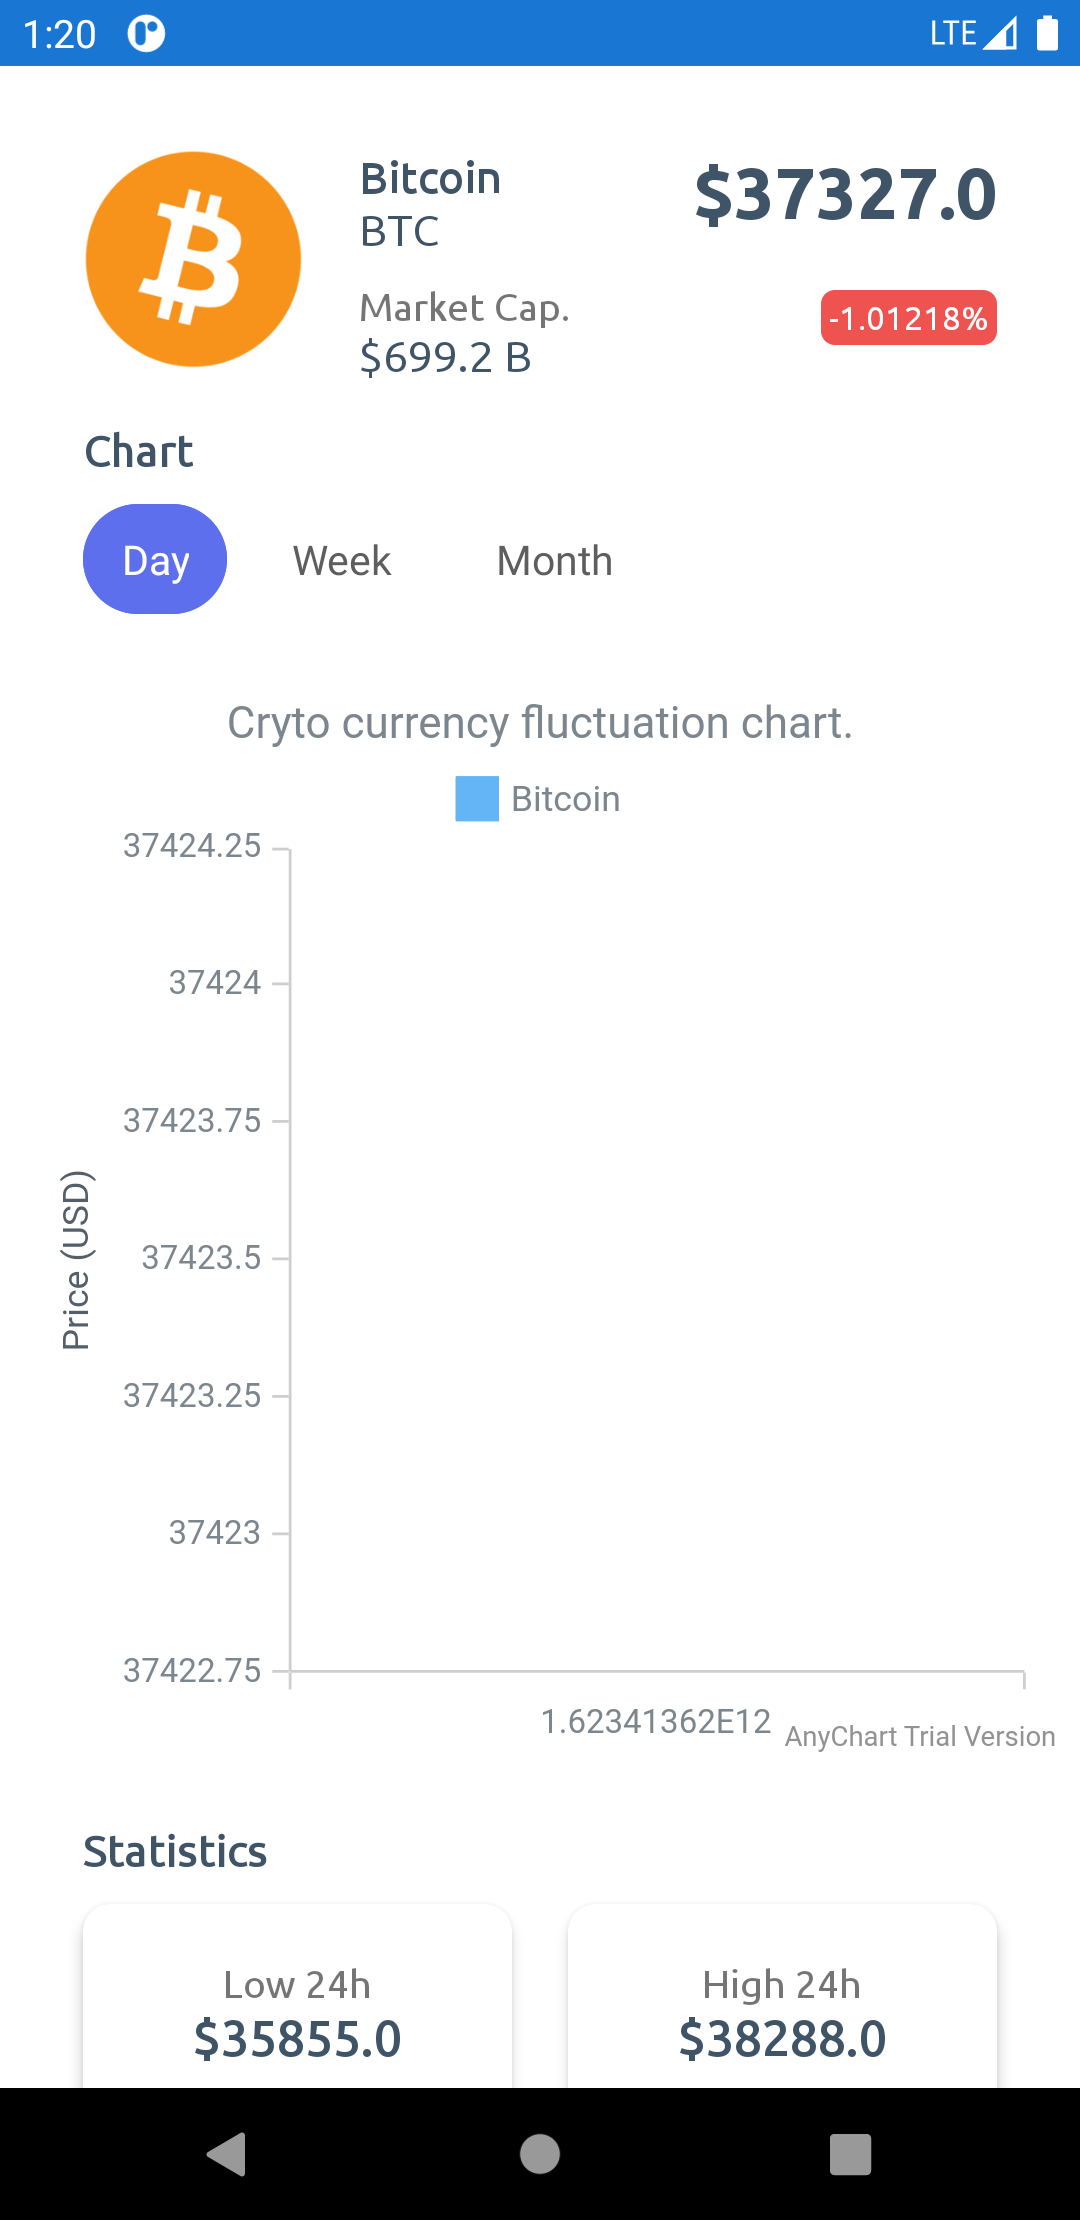 1:20
LTE
Bitcoin
BTC
$37327.0
Market Cap.
$699.2 B
-1.01218%
Chart
Day
Week
Month
Cryto currency fluctuation chart.
Bitcoin
37424.25
37424
37423.75
37423.5
37423.25
37423
37422.75
Price (USD)
1.62341362E12
AnyChart Trial Version
Statistics
Low 24h
$35855.0
High 24h
$38288.0